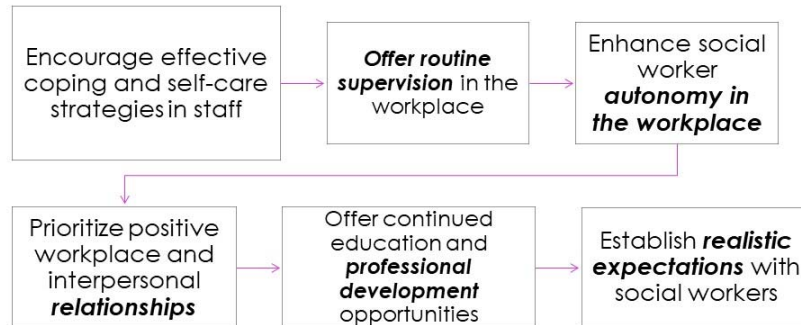 Encourage effective
coping and self-care
strategies in staff
Offer routine
supervision in the
workplace
Enhance social
worker
autonomy in
the workplace
Prioritize positive
workplace and
interpersonal
relationships
Offer continued
education and
professional
development
opportunities
Establish realistic
expectations with
social workers